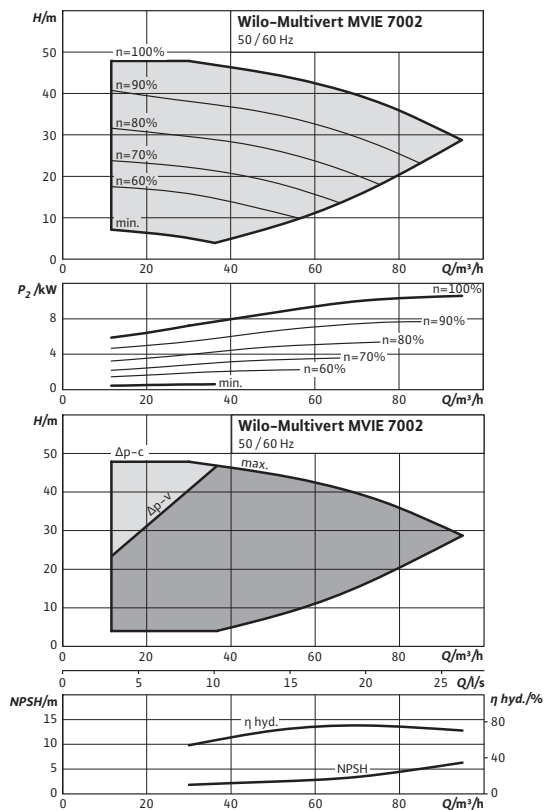 H/m
Wilo-Multivert MVIE 7002
50 / 60 Hz
50
n=100%
n=90%
40
n=80%
30
n=70%
20
n=60%
10
min.
0
0
20
40
60
80
Q/m³/h
P₂ /kW
n=100%
8
n=90%
n=80%
4
n=70%
n=60%
min.
0
0
20
40
60
80
Q/m³/h
H/m
Wilo-Multivert MVIE 7002
50 / 60 Hz
Δp-c
max.
50
40
Δp-v
30
20
10
0
0
20
40
60
80
Q/m³/h
0
5
10
15
20
25
Q/l/s
NPSH/m
η hyd./%
15
η hyd.
80
10
40
5
NPSH
0
0
0
20
40
60
80
Q/m³/h